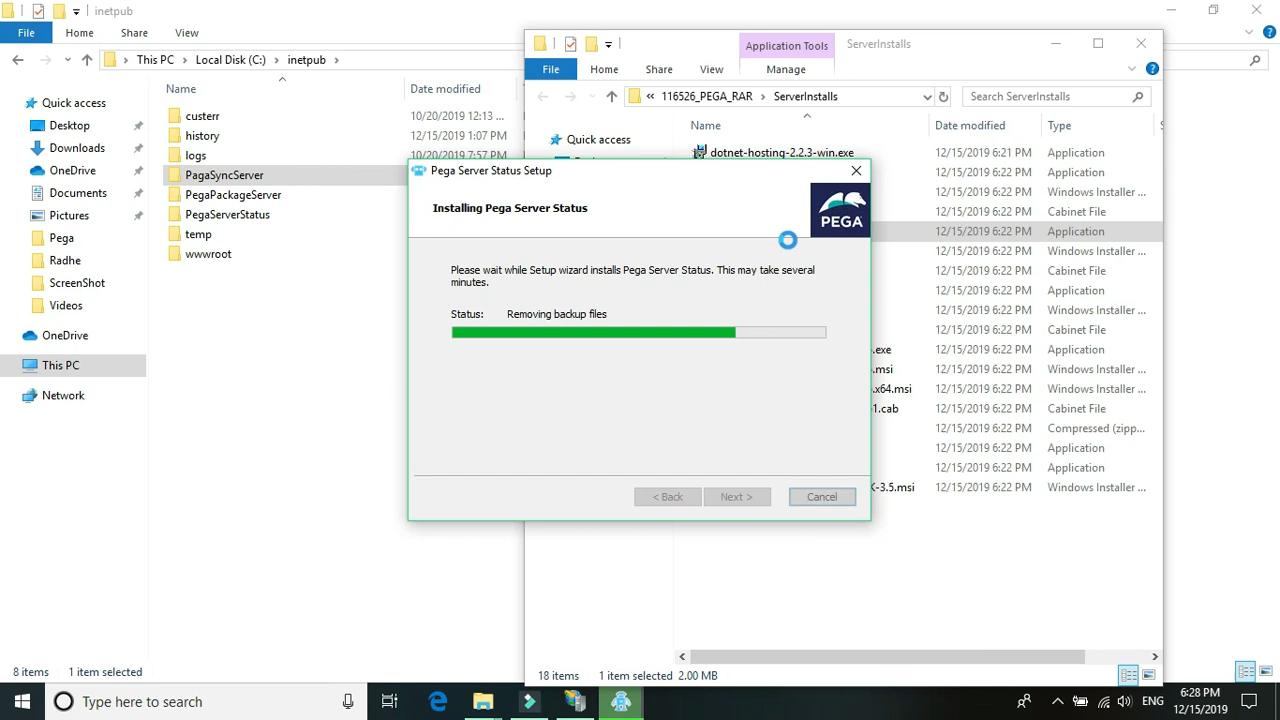 inetpub
File Home Share View
This PC > Local Disk (C:) > inetpub >
Name Date modified
Quick access
Desktop
Downloads
OneDrive
Documents
Pictures
Pega
Radhe
ScreenShot
Videos
OneDrive
This PC
Network
custerr 10/20/2019 12:13 ...
history 12/15/2019 1:07 PM
logs 10/20/2019 7:57 PM
PagaSyncServer
PegaPackageServer
PegaServerStatus
temp
wwwroot
8 items 1 item selected
Application Tools ServerInstalls
File Home Share View Manage
« 116526_PEGA_RAR > ServerInstalls Search ServerInstalls
Quick access
Name Date modified Type
dotnet-hosting-2.2.3-win.exe 12/15/2019 6:21 PM Application
12/15/2019 6:22 PM Application
12/15/2019 6:22 PM Windows Installer ...
12/15/2019 6:22 PM Cabinet File
12/15/2019 6:22 PM Application
12/15/2019 6:22 PM Windows Installer ...
12/15/2019 6:22 PM Cabinet File
12/15/2019 6:22 PM Application
12/15/2019 6:22 PM Windows Installer ...
12/15/2019 6:22 PM Cabinet File
.exe 12/15/2019 6:22 PM Application
.msi 12/15/2019 6:22 PM Windows Installer ...
.x64.msi 12/15/2019 6:22 PM Windows Installer ...
1.cab 12/15/2019 6:22 PM Cabinet File
12/15/2019 6:22 PM Compressed (zipp...
12/15/2019 6:22 PM Application
12/15/2019 6:22 PM Application
K-3.5.msi 12/15/2019 6:22 PM Windows Installer ...
18 items 1 item selected 2.00 MB
Pega Server Status Setup
Installing Pega Server Status
PEGA
Please wait while Setup wizard installs Pega Server Status. This may take several
minutes.
Status: Removing backup files
< Back Next > Cancel
Type here to search
ENG
6:28 PM
12/15/2019